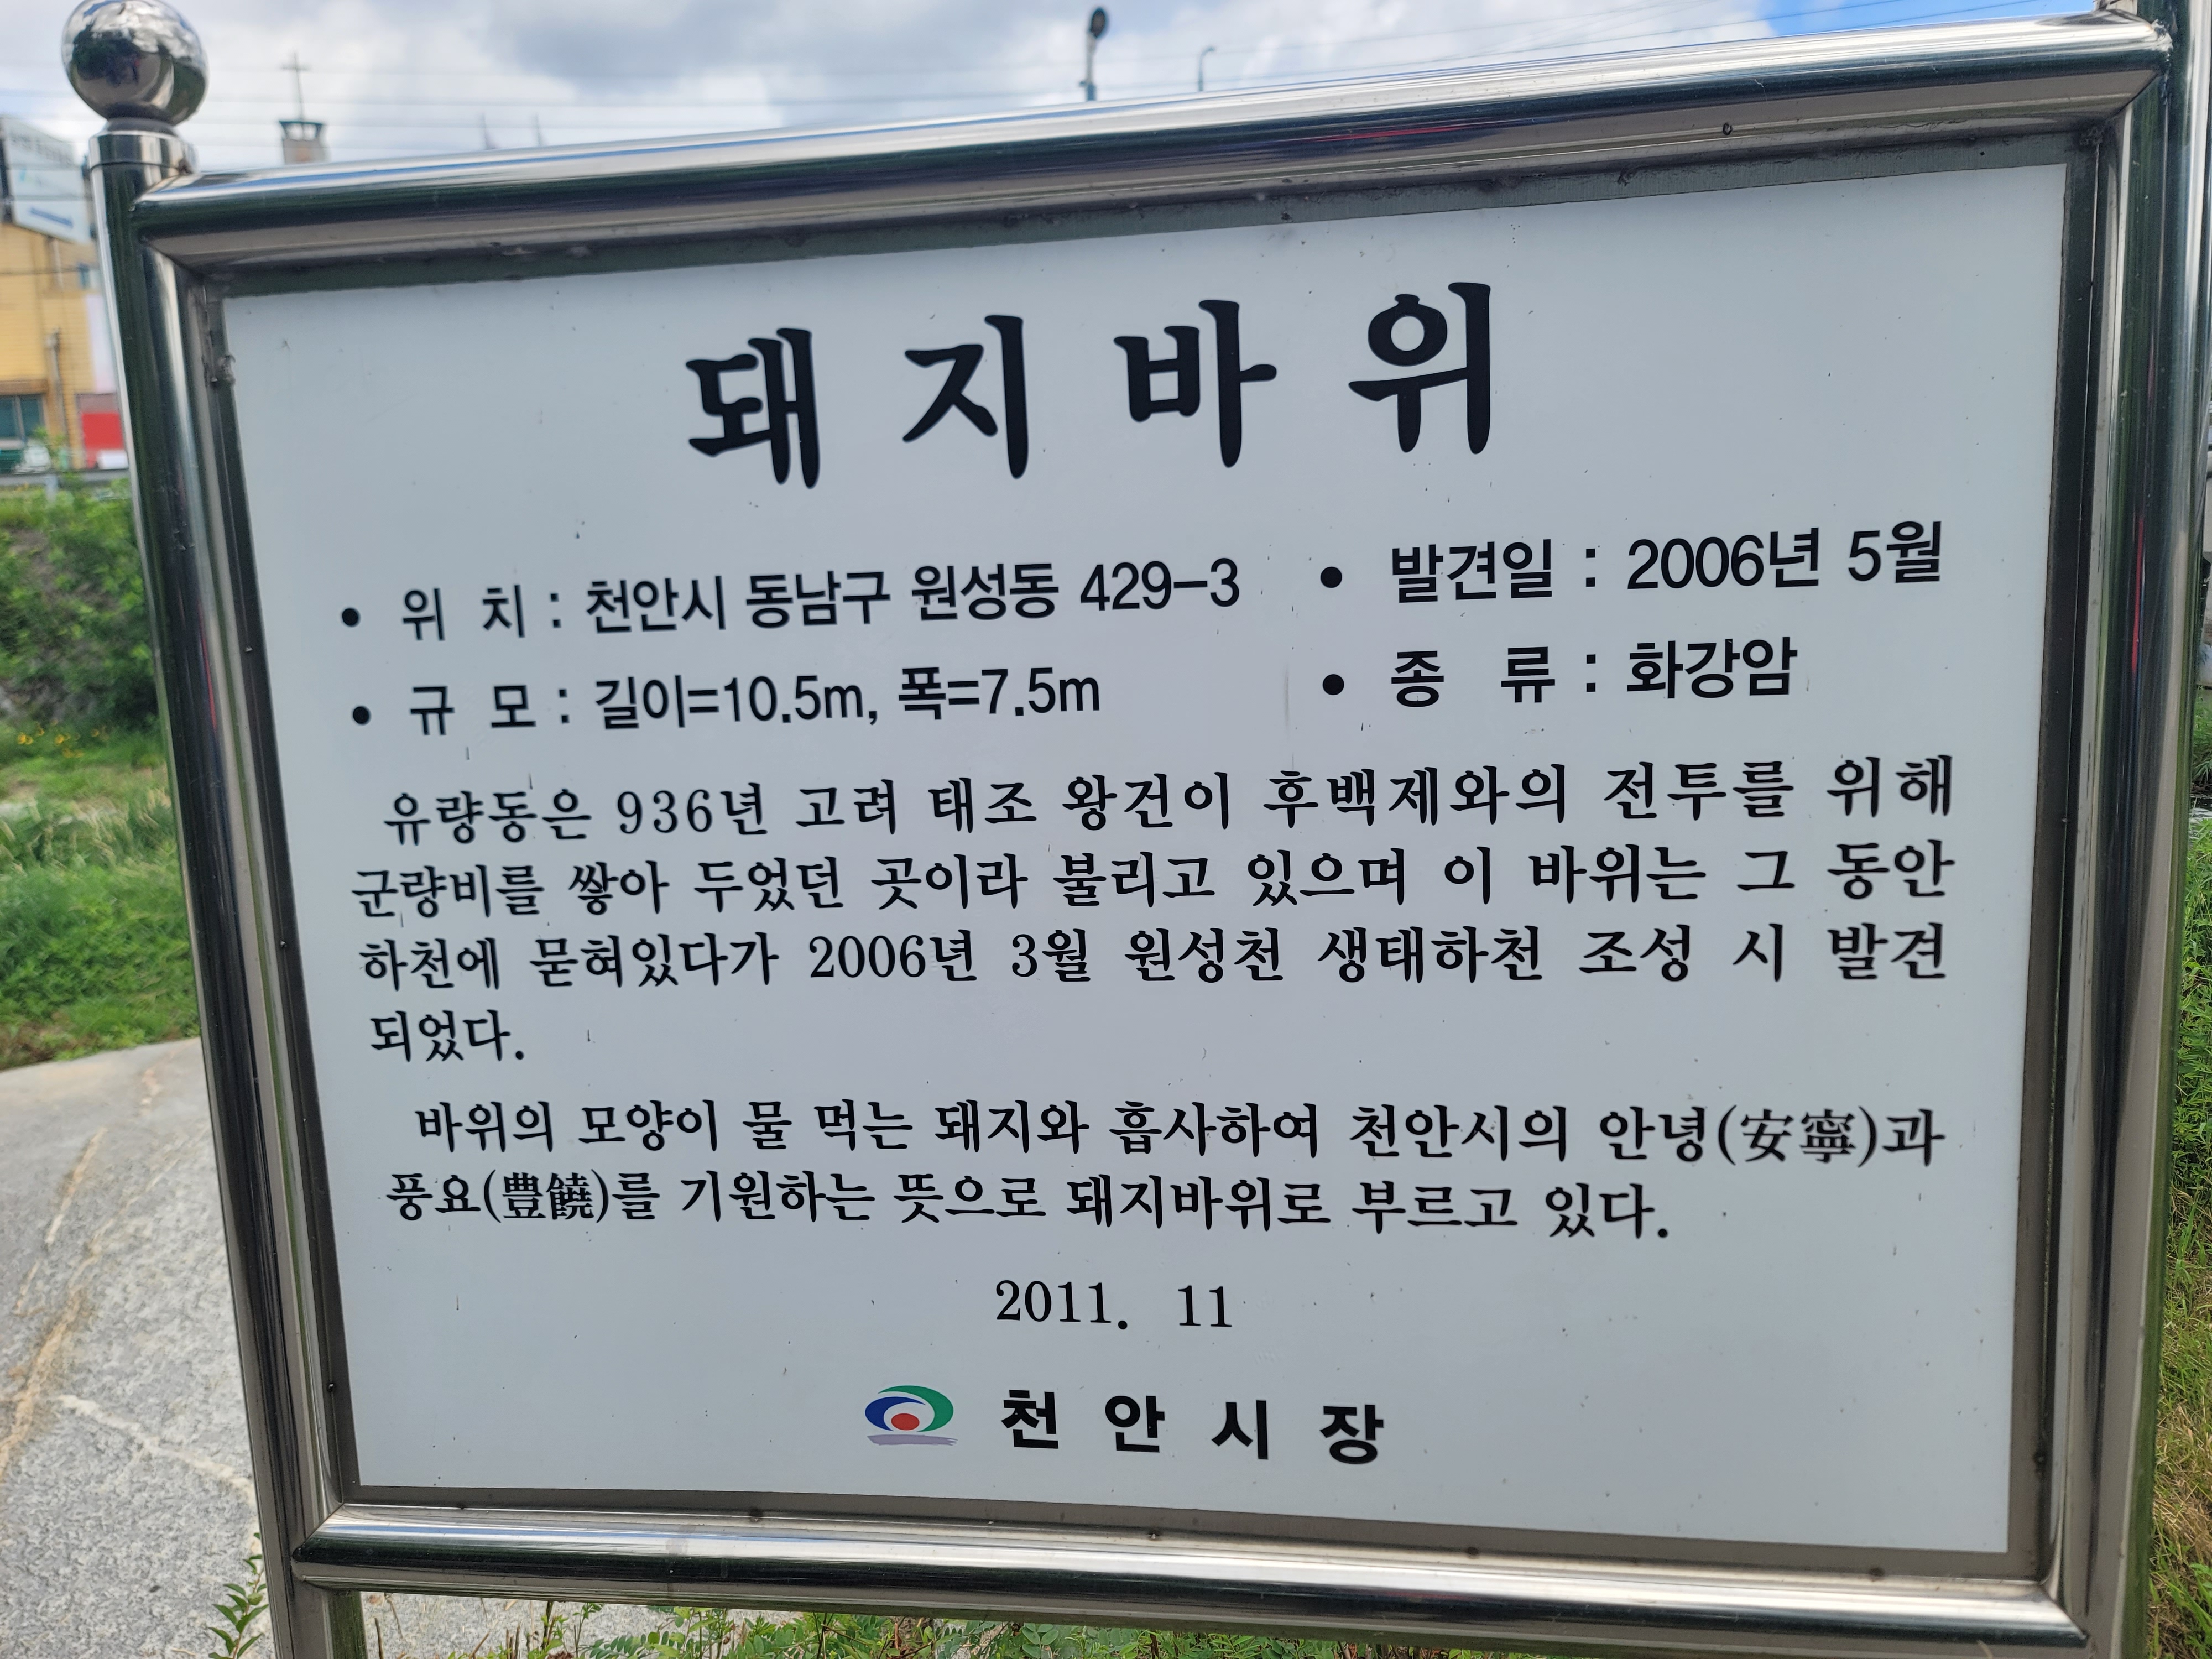 돼지바위
• 위 치 : 천안시 동남구 원성동 429-3 • 발견일 : 2006년 5월
• 규 모 : 길이=10.5m, 폭=7.5m • 종 류 : 화강암
유량동은 936년 고려 태조 왕건이 후백제와의 전투를 위해
군량비를 쌓아 두었던 곳이라 불리고 있으며 이 바위는 그 동안
하천에 묻혀있다가 2006년 3월 원성천 생태하천 조성 시 발견
되었다.
바위의 모양이 물 먹는 돼지와 흡사하여 천안시의 안녕(安寧)과
풍요(豊饒)를 기원하는 뜻으로 돼지바위로 부르고 있다.
2011. 11
천안시장